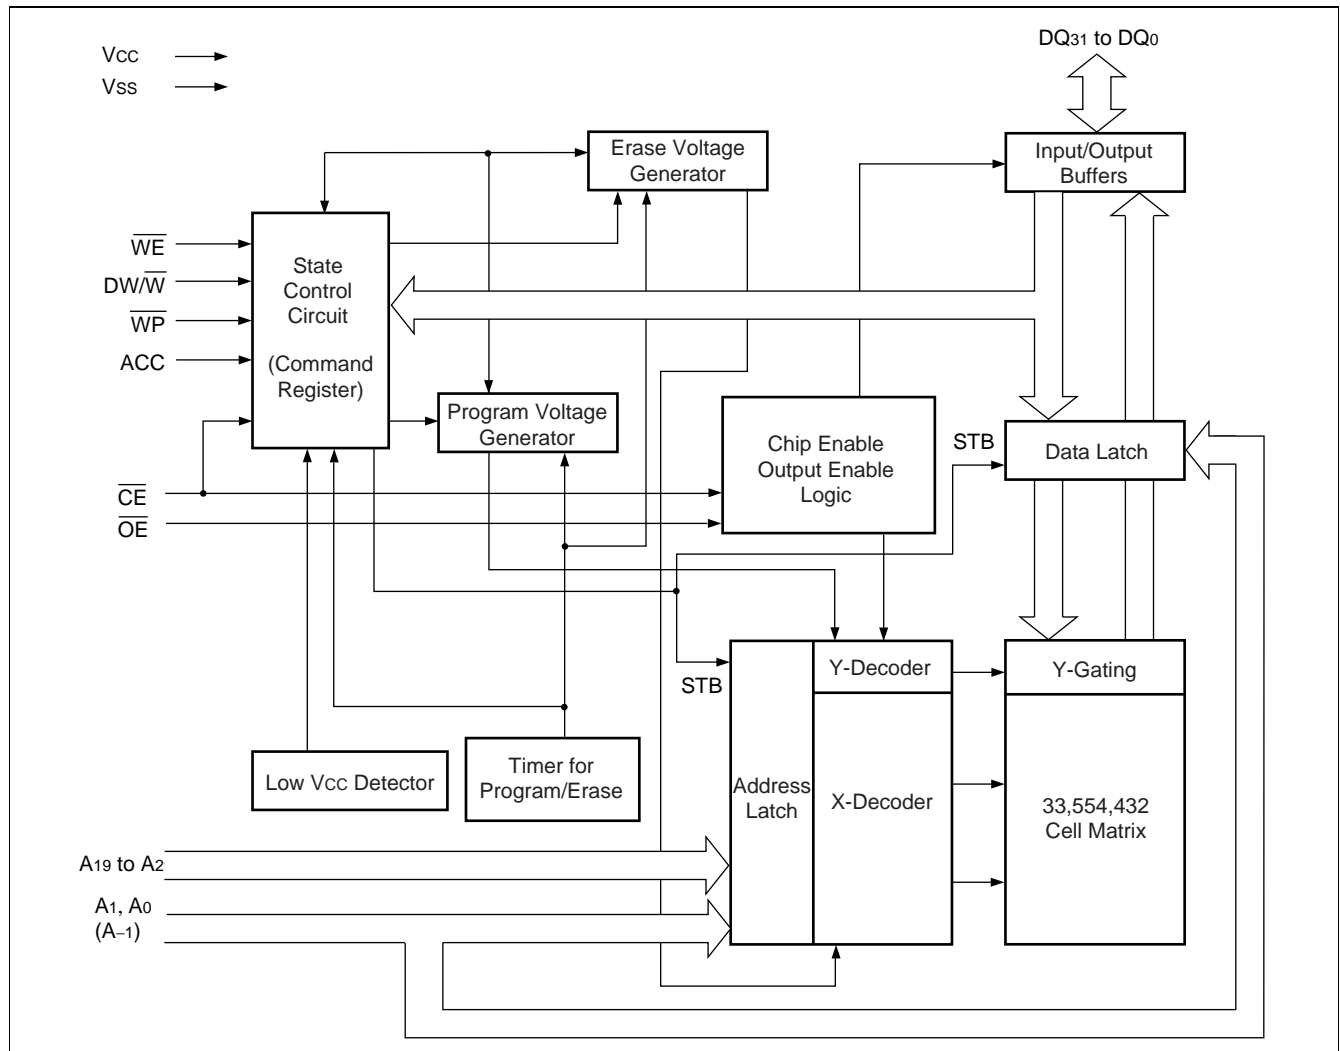 VCC
VSS
DQ31 to DQ0
Erase Voltage
Generator
Input/Output
Buffers
WE
DW/W
WP
ACC
CE
OE
State
Control
Circuit
(Command
Register)
Program Voltage
Generator
Chip Enable
Output Enable
Logic
STB
Data Latch
STB
Y-Decoder
Y-Gating
Low VCC Detector
Timer for
Program/Erase
Address
Latch
X-Decoder
33,554,432
Cell Matrix
A19 to A2
A1, A0
(A–1)